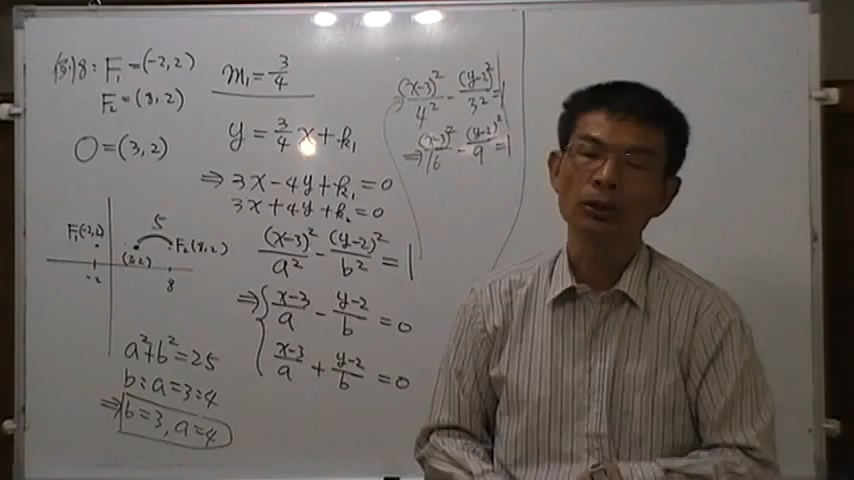 例8: F₁=(-2,2)
F₂=(8,2)
O=(3,2)
5
F₁(-2,2)
F₂(8,2)
(3,2)
-2
8
a²+b²=25
b:a=3:4
⇒ b=3, a=4
m₁=3/4
y=3/4 x+k₁
⇒ 3x-4y+k₁=0
3x+4y+k₂=0
(x-3)²/a² - (y-2)²/b² = 1
⇒ { (x-3)/a - (y-2)/b = 0
(x-3)/a + (y-2)/b = 0
(x-3)²/4² - (y-2)²/3² = 1
⇒ (x-3)²/16 - (y-2)²/9 = 1